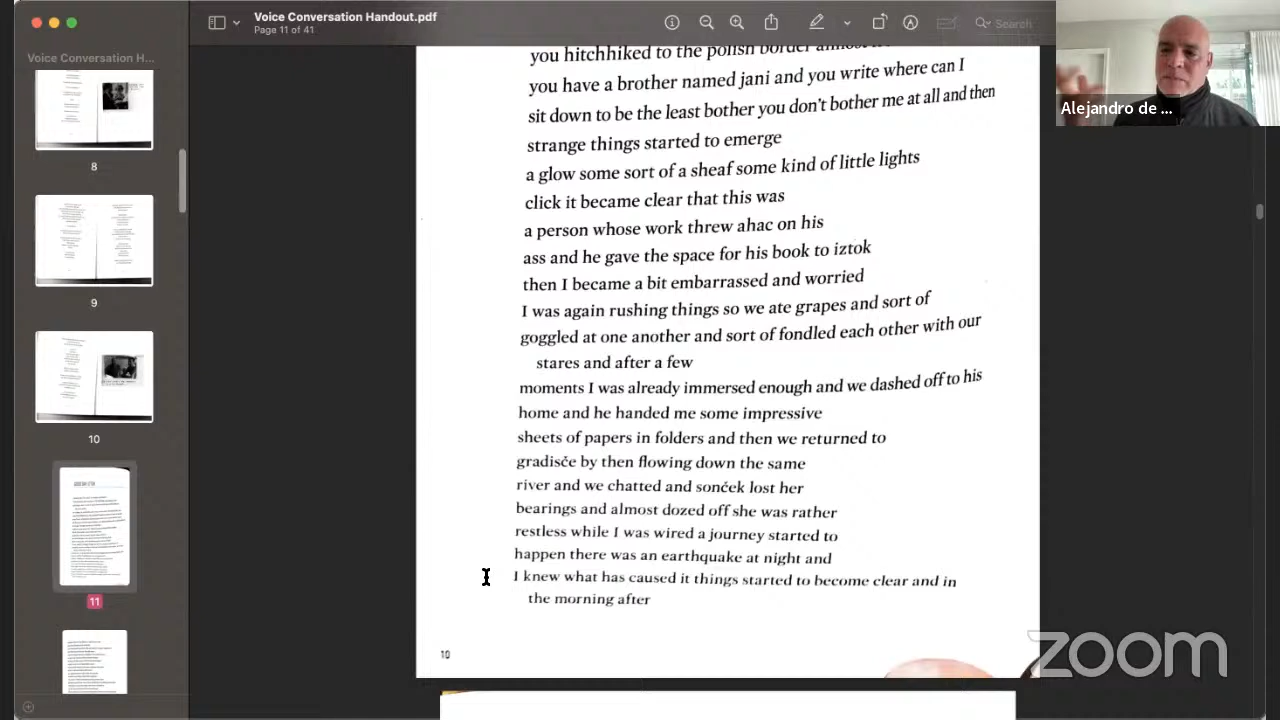 Voice Conversation Handout.pdf
Page 11 of 41
Search
Voice Conversation H...
8
9
10
11
you hitchhiked to the polish border
you have a brother named jani and you write where can I
sit down to be the least bother you don't bother me at all and then
strange things started to emerge
a glow some sort of a sheaf some kind of little lights
click it became clear that this was
a person whose work threw aleš on his
ass and he gave the space for his book to iztok
then I became a bit embarrassed and worried
I was again rushing things so we ate grapes and sort of
goggled at one another and sort of fondled each other with our
stares and after a few
moments I was already immersed enough and we dashed off to his
home and he handed me some impressive
sheets of papers in folders and then we returned to
gradišče by then flowing down the same
river and we chatted and sonček lost her
bearings and almost dozed off she was rather
jealous while I was wired a journey started to
happen there was an earthquake at night and
I knew what has caused it things started to become clear and in
the morning after
10
Alejandro de ...
zoom